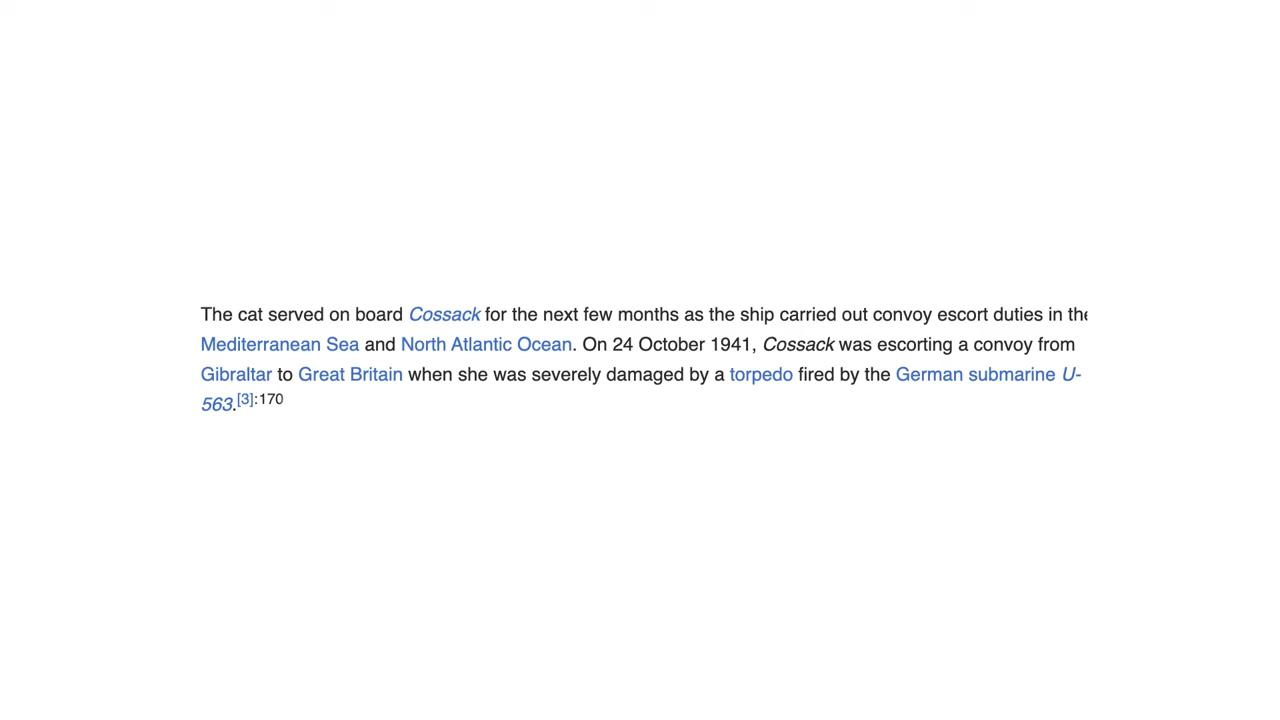 The cat served on board Cossack for the next few months as the ship carried out convoy escort duties in the
Mediterranean Sea and North Atlantic Ocean. On 24 October 1941, Cossack was escorting a convoy from
Gibraltar to Great Britain when she was severely damaged by a torpedo fired by the German submarine U-
563.[3]:170